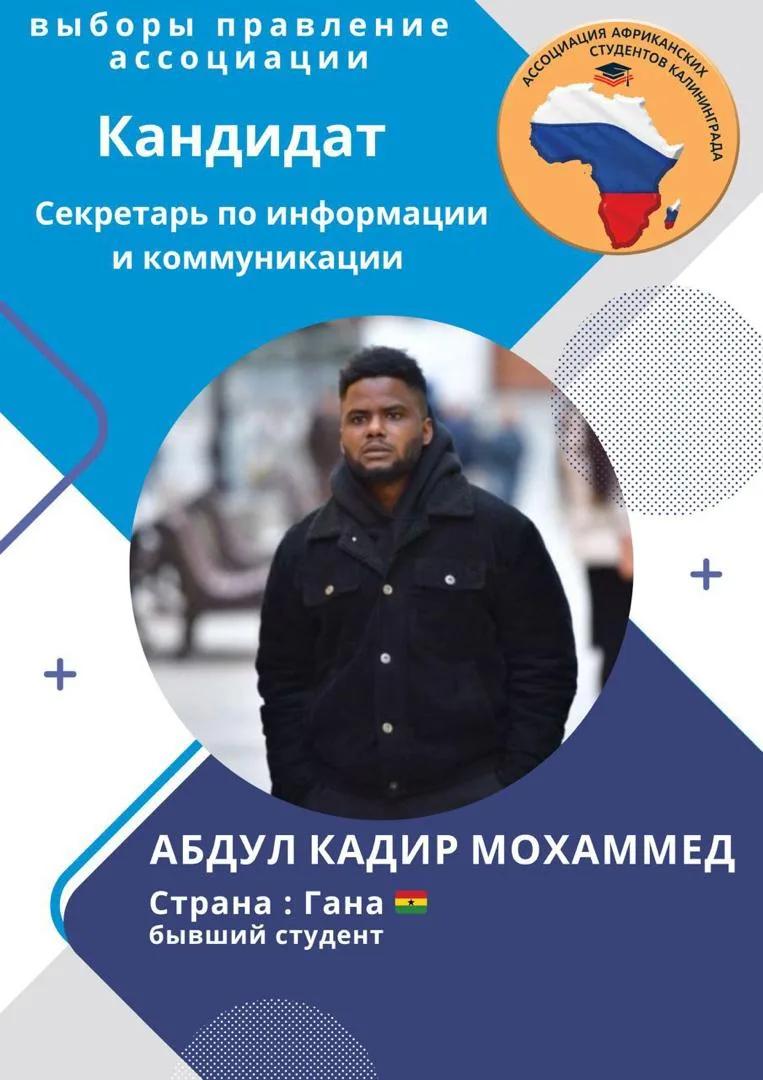 выборы правление
ассоциации
АССОЦИАЦИЯ АФРИКАНСКИХ
СТУДЕНТОВ КАЛИНИНГРАДА
Кандидат
Секретарь по информации
и коммуникации
АБДУЛ КАДИР МОХАММЕД
Страна : Гана 🇬🇭
бывший студент